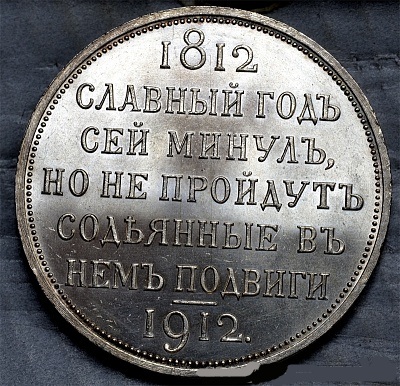 1812
СЛАВНЫЙ ГОДЪ
СЕЙ МИНУЛЪ,
НО НЕ ПРОЙДУТЪ
СОДѢЯННЫЕ ВЪ
НЕМЪ ПОДВИГИ
1912.